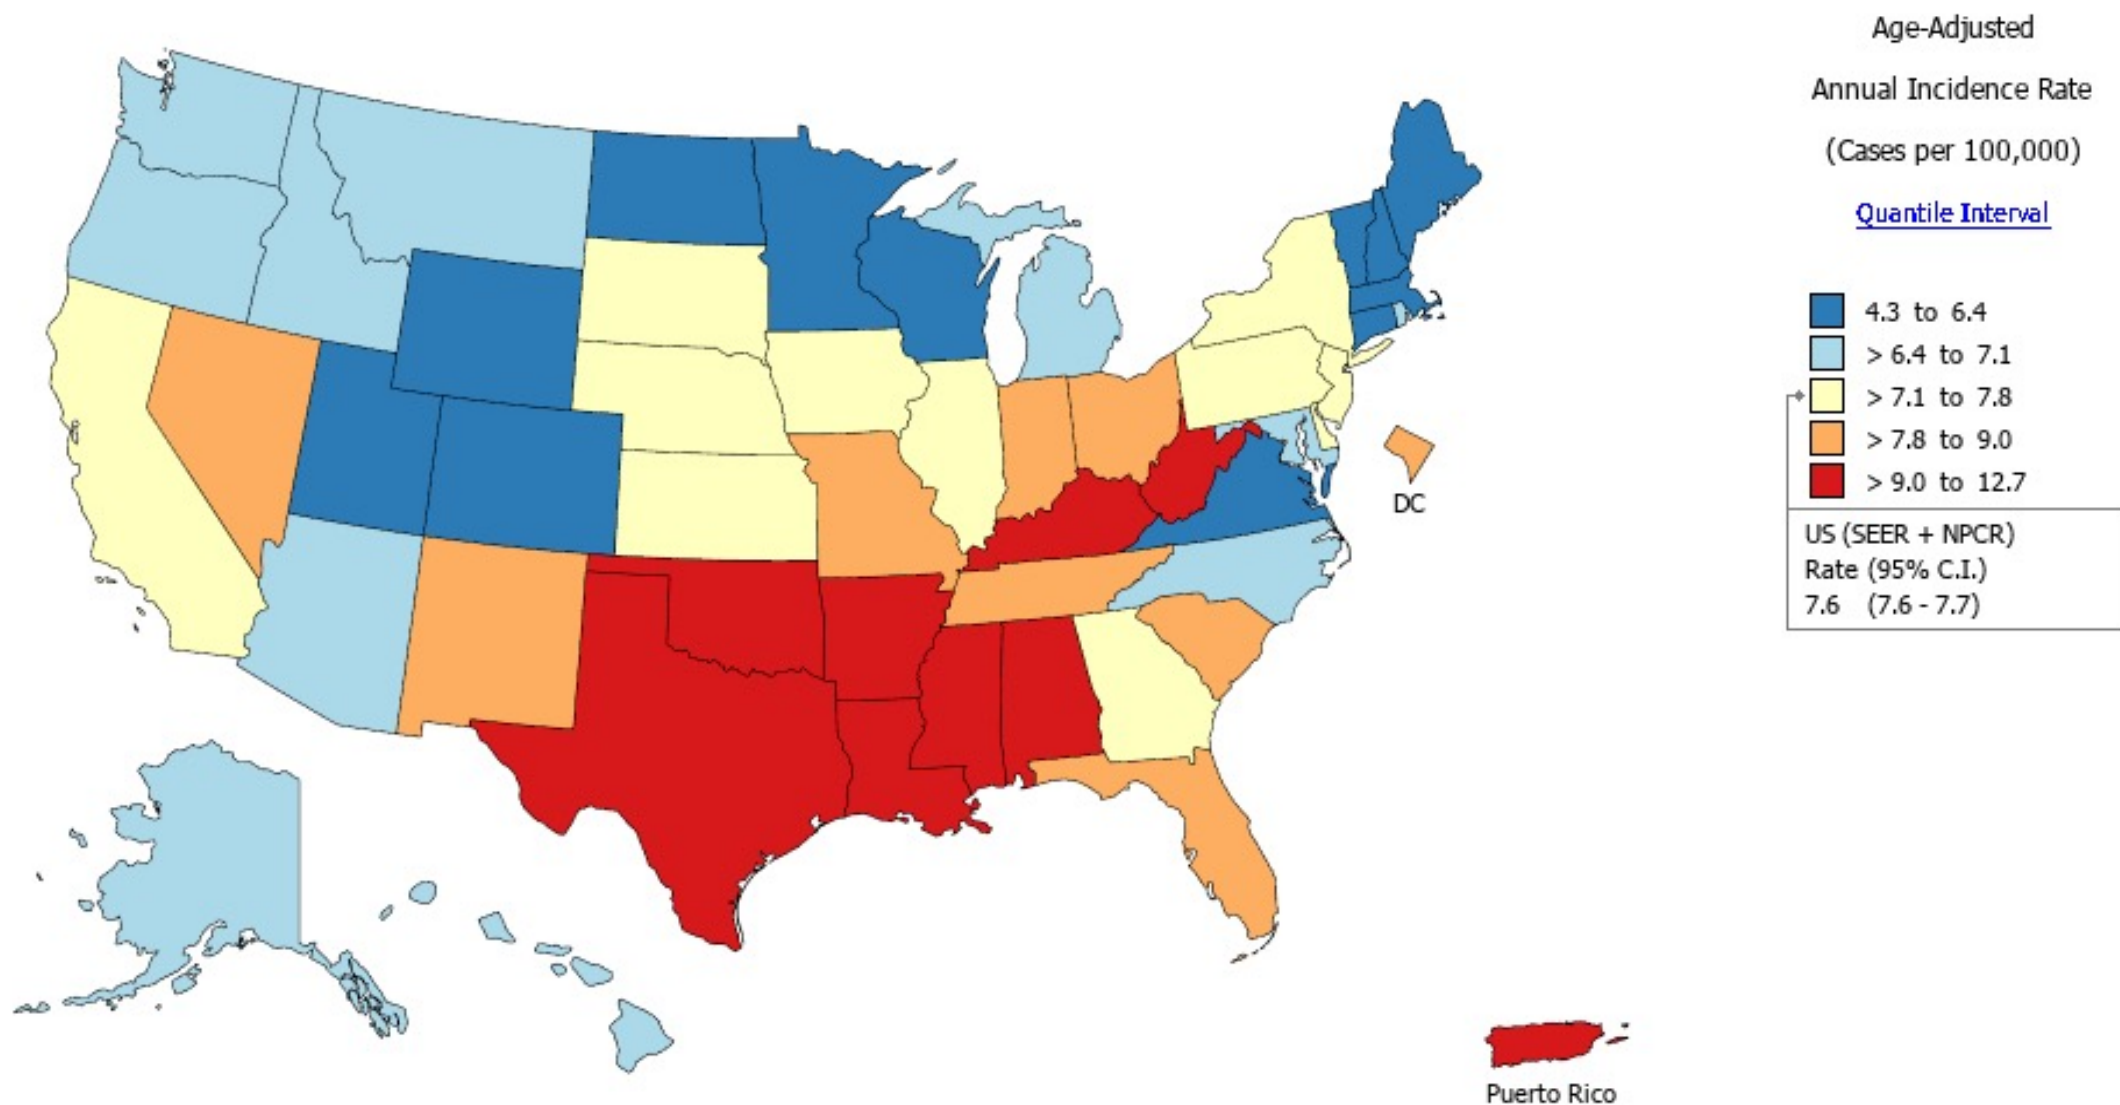 Age-Adjusted
Annual Incidence Rate
(Cases per 100,000)
Quantile Interval
4.3 to 6.4
> 6.4 to 7.1
> 7.1 to 7.8
> 7.8 to 9.0
> 9.0 to 12.7
US (SEER + NPCR)
Rate (95% C.I.)
7.6 (7.6 - 7.7)
DC
Puerto Rico